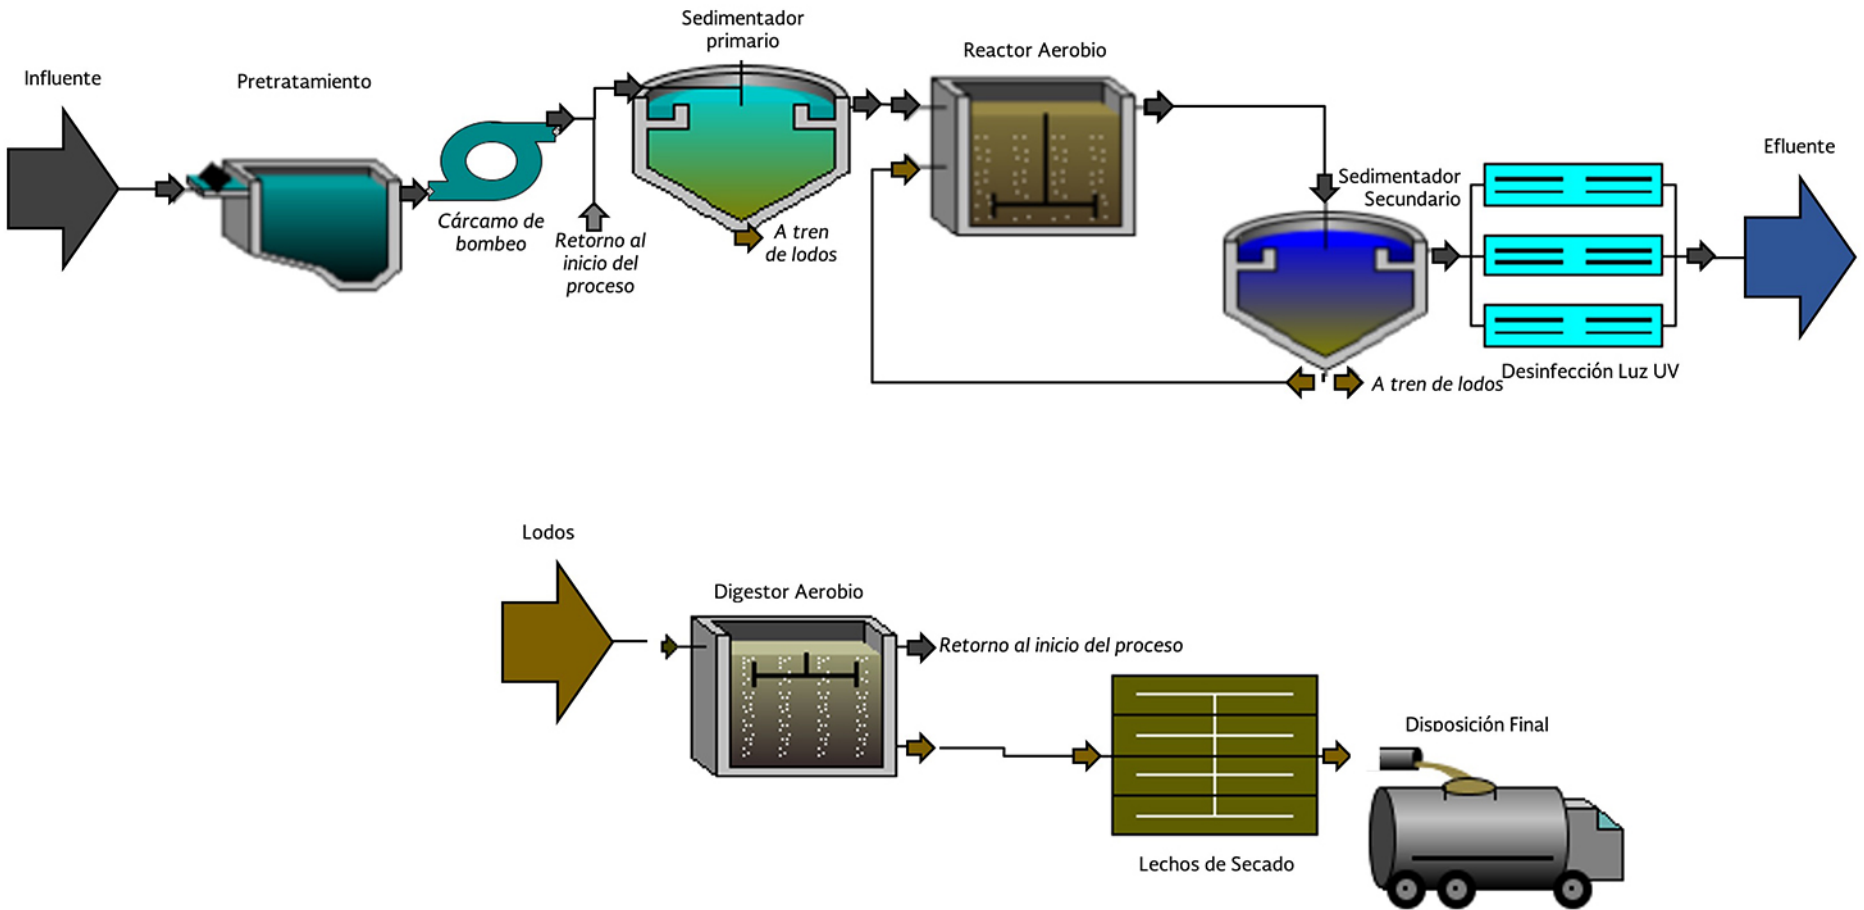 Influente
Pretratamiento
Cárcamo de
bombeo
Retorno al
inicio del
proceso
Sedimentador
primario
A tren
de lodos
Reactor Aerobio
Sedimentador
Secundario
A tren de lodos
Desinfección Luz UV
Efluente
Lodos
Digestor Aerobio
Retorno al inicio del proceso
Lechos de Secado
Disposición Final